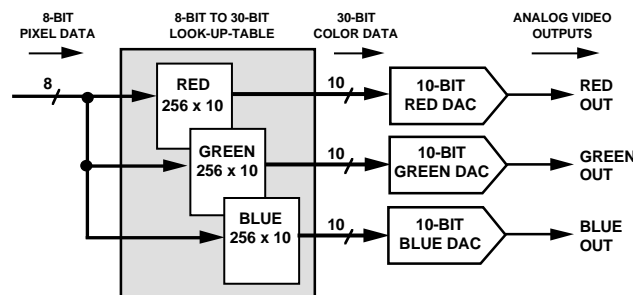 8-BIT
PIXEL DATA
8-BIT TO 30-BIT
LOOK-UP-TABLE
30-BIT
COLOR DATA
ANALOG VIDEO
OUTPUTS
8
RED
256 x 10
10
10-BIT
RED DAC
RED
OUT
GREEN
256 x 10
10
10-BIT
GREEN DAC
GREEN
OUT
BLUE
256 x 10
10
10-BIT
BLUE DAC
BLUE
OUT